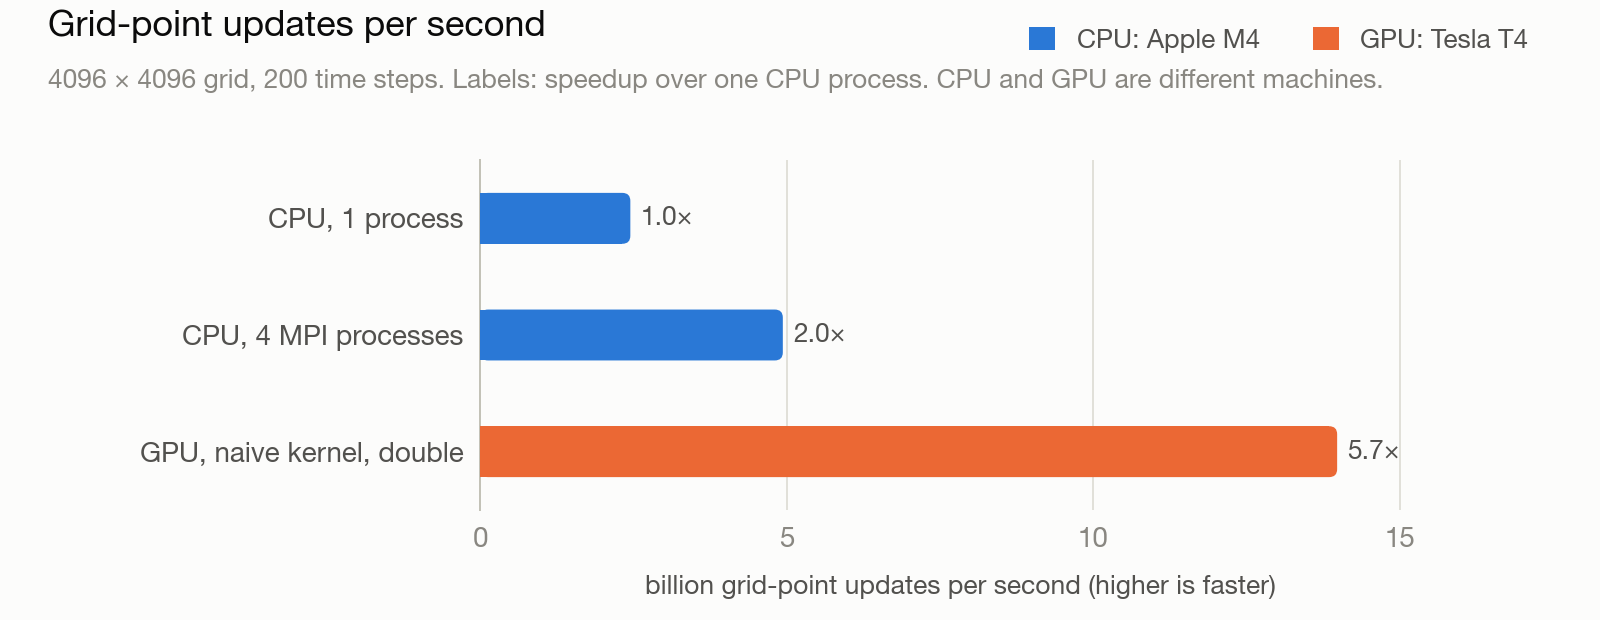 Grid-point updates per second
CPU: Apple M4
GPU: Tesla T4
4096 × 4096 grid, 200 time steps. Labels: speedup over one CPU process. CPU and GPU are different machines.
CPU, 1 process
1.0×
CPU, 4 MPI processes
2.0×
GPU, naive kernel, double
5.7×
0 5 10 15
billion grid-point updates per second (higher is faster)